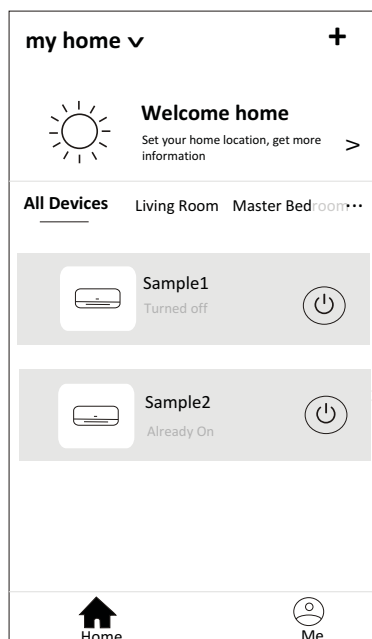 my home
Welcome home
Set your home location, get more
information
All Devices Living Room Master Bedroom...
Sample1
Turned off
Sample2
Already On
Home Me